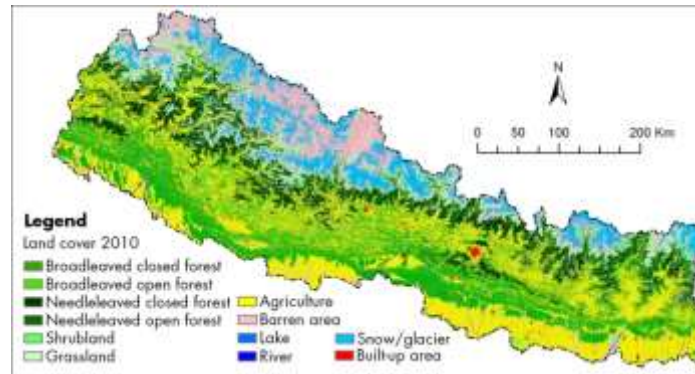 N
0 50 100 200 Km
Legend
Land cover 2010
Broadleaved closed forest
Broadleaved open forest
Needleleaved closed forest
Needleleaved open forest
Shrubland
Grassland
Agriculture
Barren area
Lake
River
Snow/glacier
Built-up area